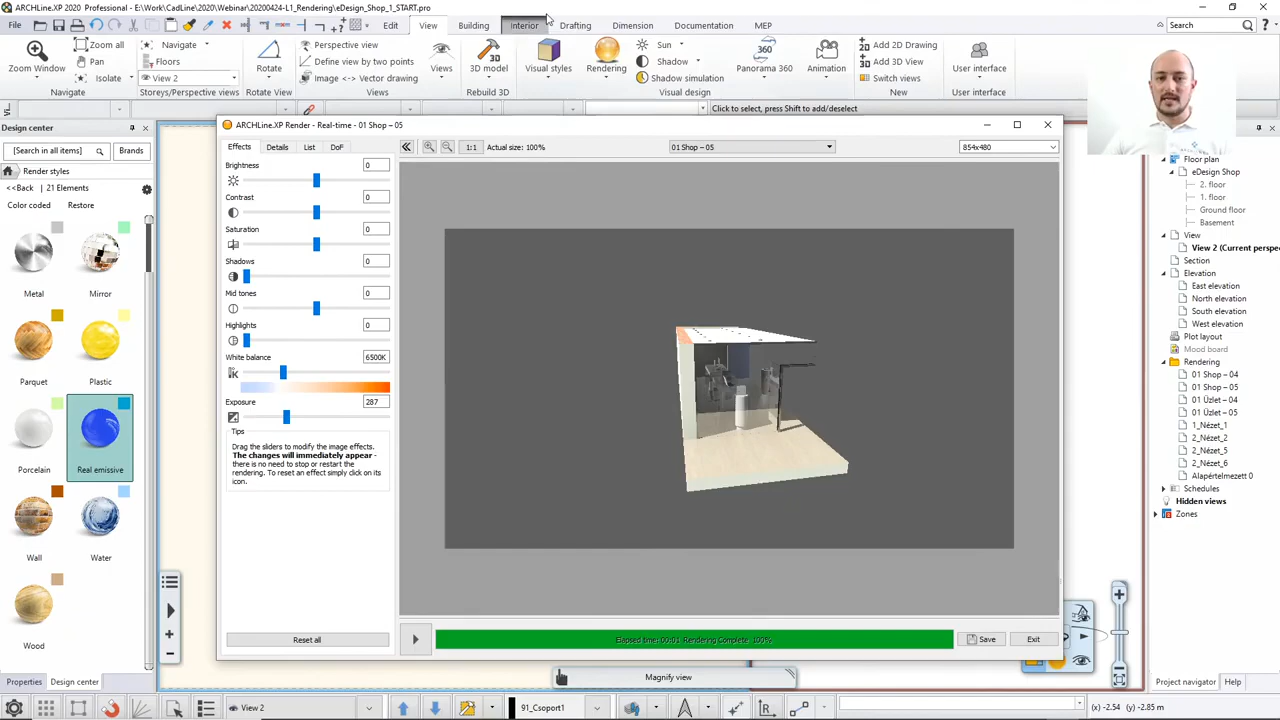 ARCHLine.XP 2020 Professional - E:\Work\CadLine\2020\Webinar\20200424-L1_Rendering\eDesign_Shop_1_START.pro
File
Edit
View
Building
Interior
Drafting
Dimension
Documentation
MEP
Search
Zoom Window
Zoom all
Pan
Isolate
Navigate
Navigate
Floors
View 2
Storeys/Perspective views
Rotate
Rotate View
Perspective view
Define view by two points
Image <-> Vector drawing
Views
Views
3D model
Rebuild 3D
Visual styles
Rendering
Sun
Shadow
Shadow simulation
Panorama 360
Animation
Visual design
Add 2D Drawing
Add 3D View
Switch views
New
User interface
User interface
Click to select, press Shift to add/deselect
Design center
[Search in all items]
Brands
Render styles
<<Back | 21 Elements
Color coded
Restore
Metal
Mirror
Parquet
Plastic
Porcelain
Real emissive
Wall
Water
Wood
Properties
Design center
ARCHLine.XP Render - Real-time - 01 Shop – 05
Effects
Details
List
DoF
1:1
Actual size: 100%
01 Shop – 05
854x480
Brightness
0
Contrast
0
Saturation
0
Shadows
0
Mid tones
0
Highlights
0
White balance
6500K
Exposure
287
Tips
Drag the sliders to modify the image effects.
The changes will immediately appear -
there is no need to stop or restart the
rendering. To reset an effect simply click on its
icon.
Reset all
Elapsed time: 00:01 Rendering Complete 100%
Save
Exit
Magnify view
Floor plan
eDesign Shop
2. floor
1. floor
Ground floor
Basement
View
View 2 (Current perspe
Section
Elevation
East elevation
North elevation
South elevation
West elevation
Plot layout
Mood board
Rendering
01 Shop – 04
01 Shop – 05
01 Üzlet – 04
01 Üzlet – 05
1_Nézet_1
2_Nézet_2
2_Nézet_5
2_Nézet_6
Alapértelmezett 0
Schedules
Hidden views
Zones
Project navigator
Help
View 2
91_Csoport1
(x) -2.54 (y) -2.85 m